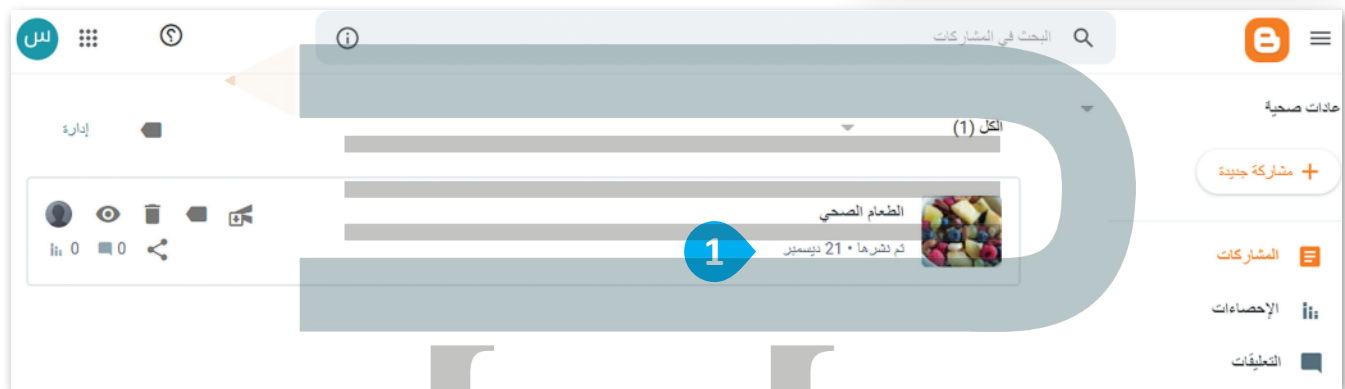 البحث في المشاركات
س
عادات صحية
الكل (1)
إدارة
+ مشاركة جديدة
الطعام الصحي
تم نشرها • 21 ديسمبر
1
0
0
المشاركات
الإحصاءات
التعليقات